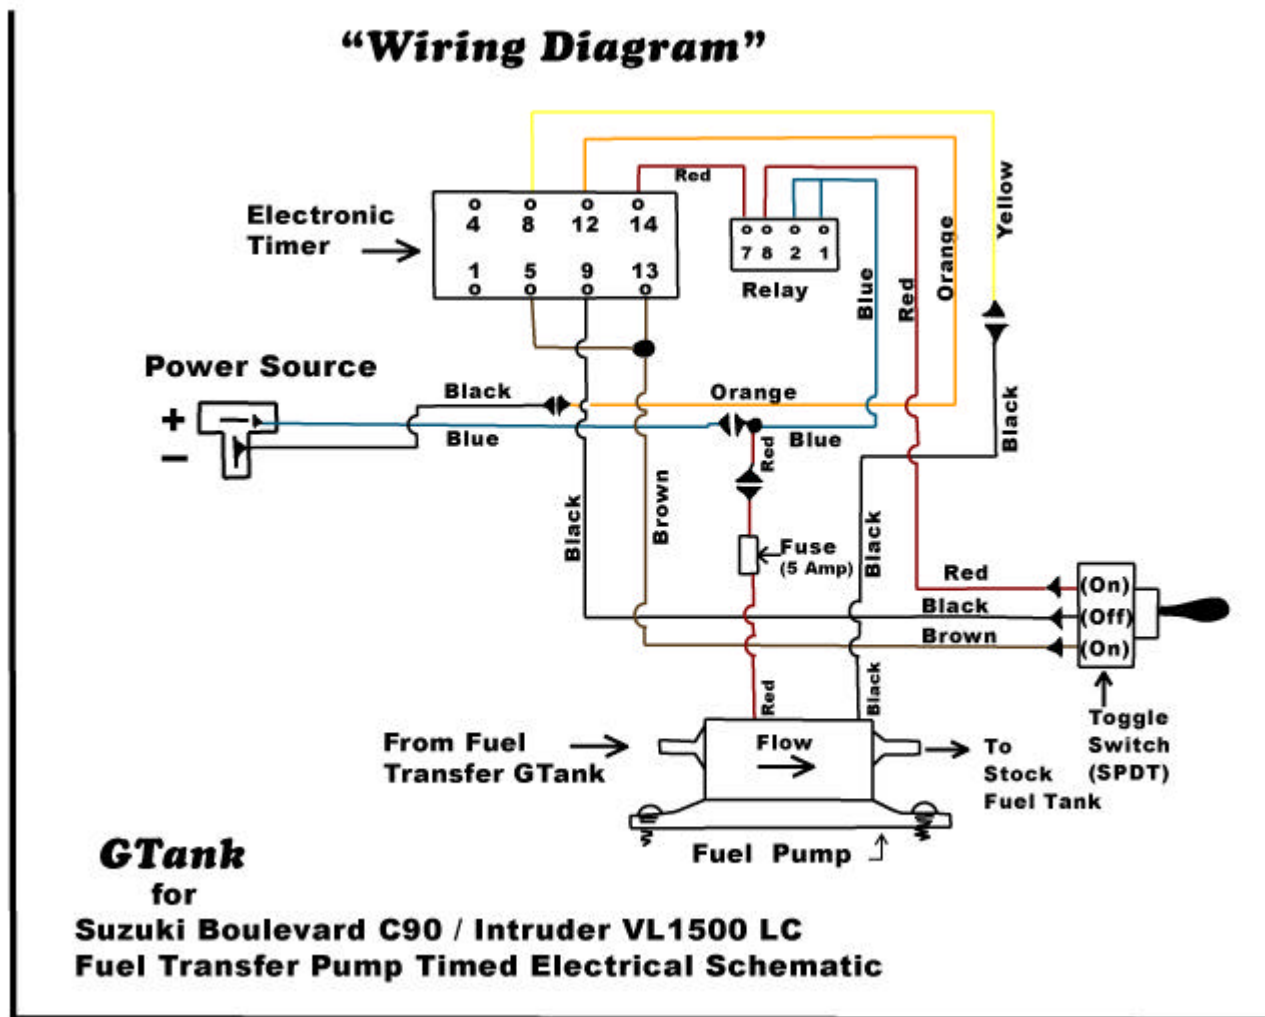 “Wiring Diagram”
Red
Electronic
Timer
4 8 12 14
1 5 9 13
7 8 2 1
Relay
Blue
Red
Orange
Yellow
Power Source
+
−
Black
Orange
Blue
Blue
Red
Black
Black
Brown
Fuse
(5 Amp)
Black
Red
Black
Brown
(On)
(Off)
(On)
Toggle
Switch
(SPDT)
Red
Black
From Fuel
Transfer GTank
Flow
To
Stock
Fuel Tank
Fuel Pump
GTank
for
Suzuki Boulevard C90 / Intruder VL1500 LC
Fuel Transfer Pump Timed Electrical Schematic